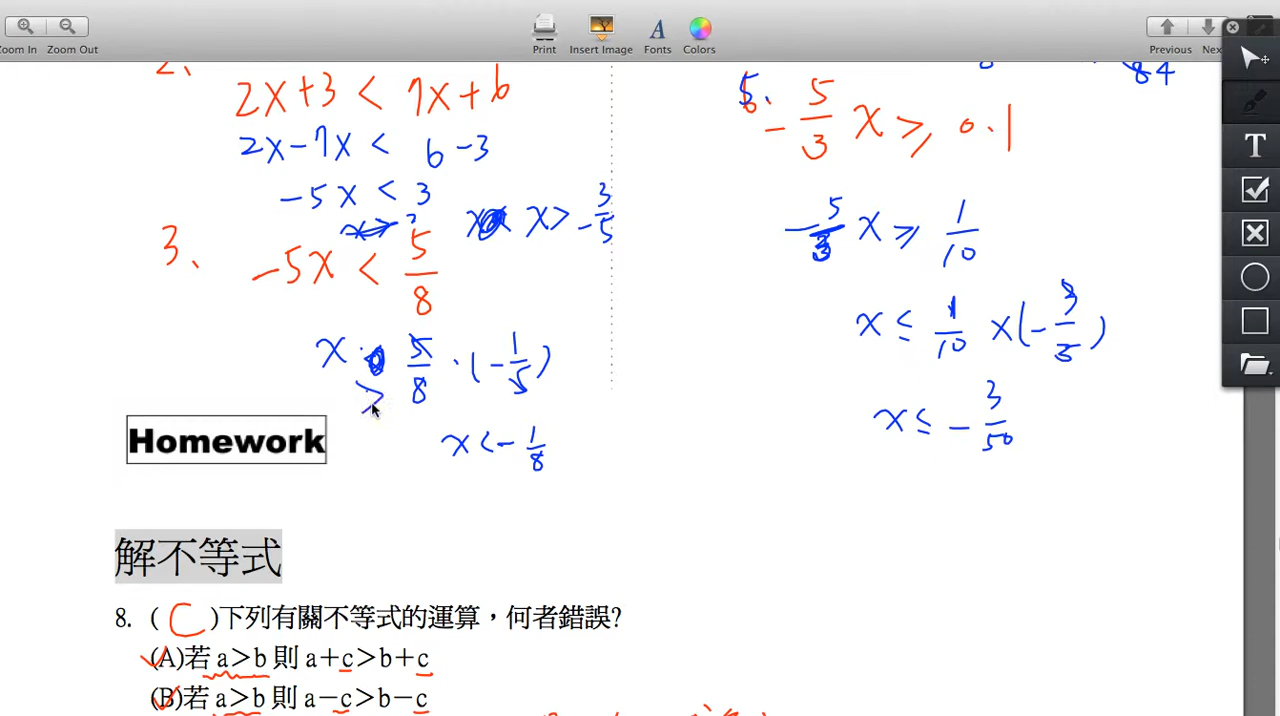 Zoom In Zoom Out Print Insert Image Fonts Colors Previous
2.
2x+3 < 7x+6
2x-7x < 6-3
-5x < 3
x > -3/5
3.
-5x < 5/8
x > 5/8 · (-1/5)
x < -1/8
84
5.
-5/3 x ≥ 0.1
-5/3 x ≥ 1/10
x ≤ 1/10 x(-3/5)
x ≤ -3/50
T
Homework
解不等式
8. ( C )下列有關不等式的運算，何者錯誤?
(A)若 a＞b 則 a＋c＞b＋c
(B)若 a＞b 則 a－c＞b－c